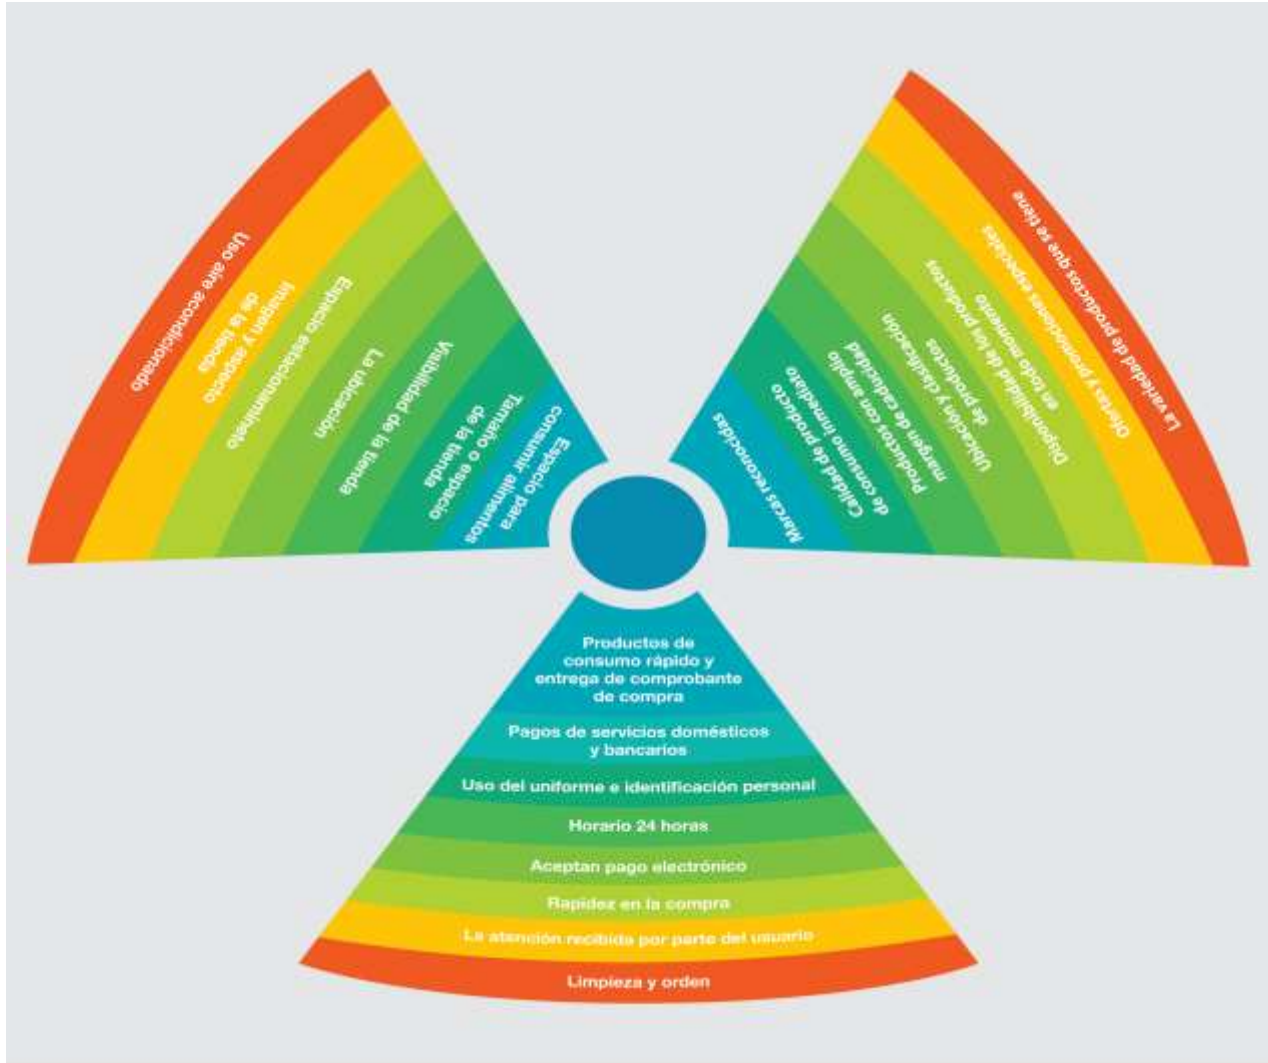 Uso aire acondicionado
Imagen y aspecto
de la tienda
Espacio estacionamineto
La ubicación
Visibilidad de la tienda
Tamaño o espacio
de la tienda
Espacio para
consumir alimentos
La variedad de productos que se tiene
Ofertas y promociones especiales
Disponibilidad de los productos
en todo momento
Ubicación y clasificación
de productos
Productos con amplio
margen de caducidad
Calidad de producto
de consumo inmediato
Marcas reconocidas
Productos de
consumo rápido y
entrega de comprobante
de compra
Pagos de servicios domésticos
y bancarios
Uso del uniforme e identificación personal
Horario 24 horas
Aceptan pago electrónico
Rapidez en la compra
La atención recibida por parte del usuario
Limpieza y orden